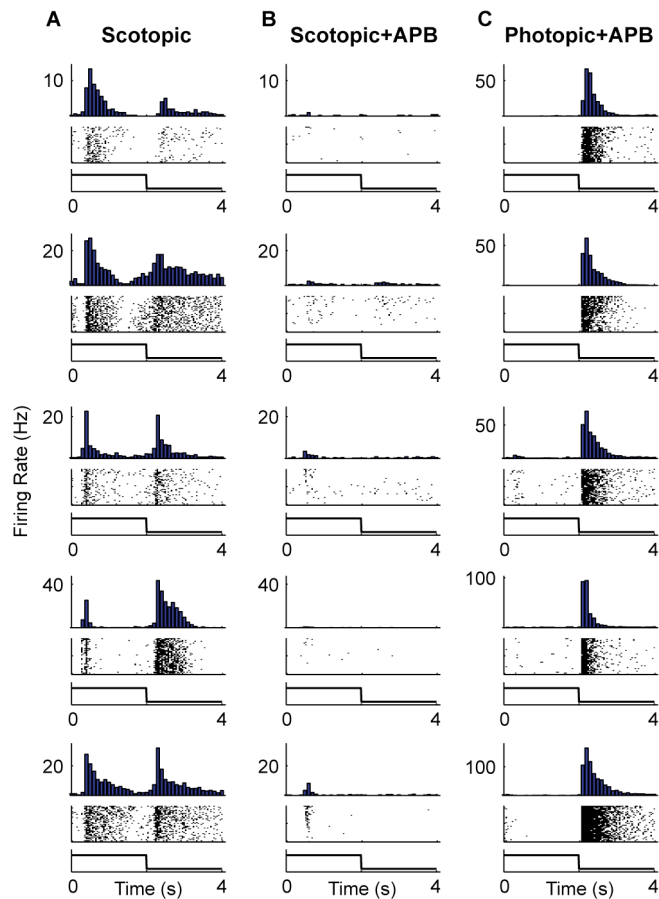 A B C
Scotopic Scotopic+APB Photopic+APB
10 10 50
0 4 0 4 0 4
20 20 50
0 4 0 4 0 4
20 20 50
0 4 0 4 0 4
40 40 100
0 4 0 4 0 4
20 20 100
0 4 0 4 0 4
Time (s) Time (s) Time (s)
Firing Rate (Hz)